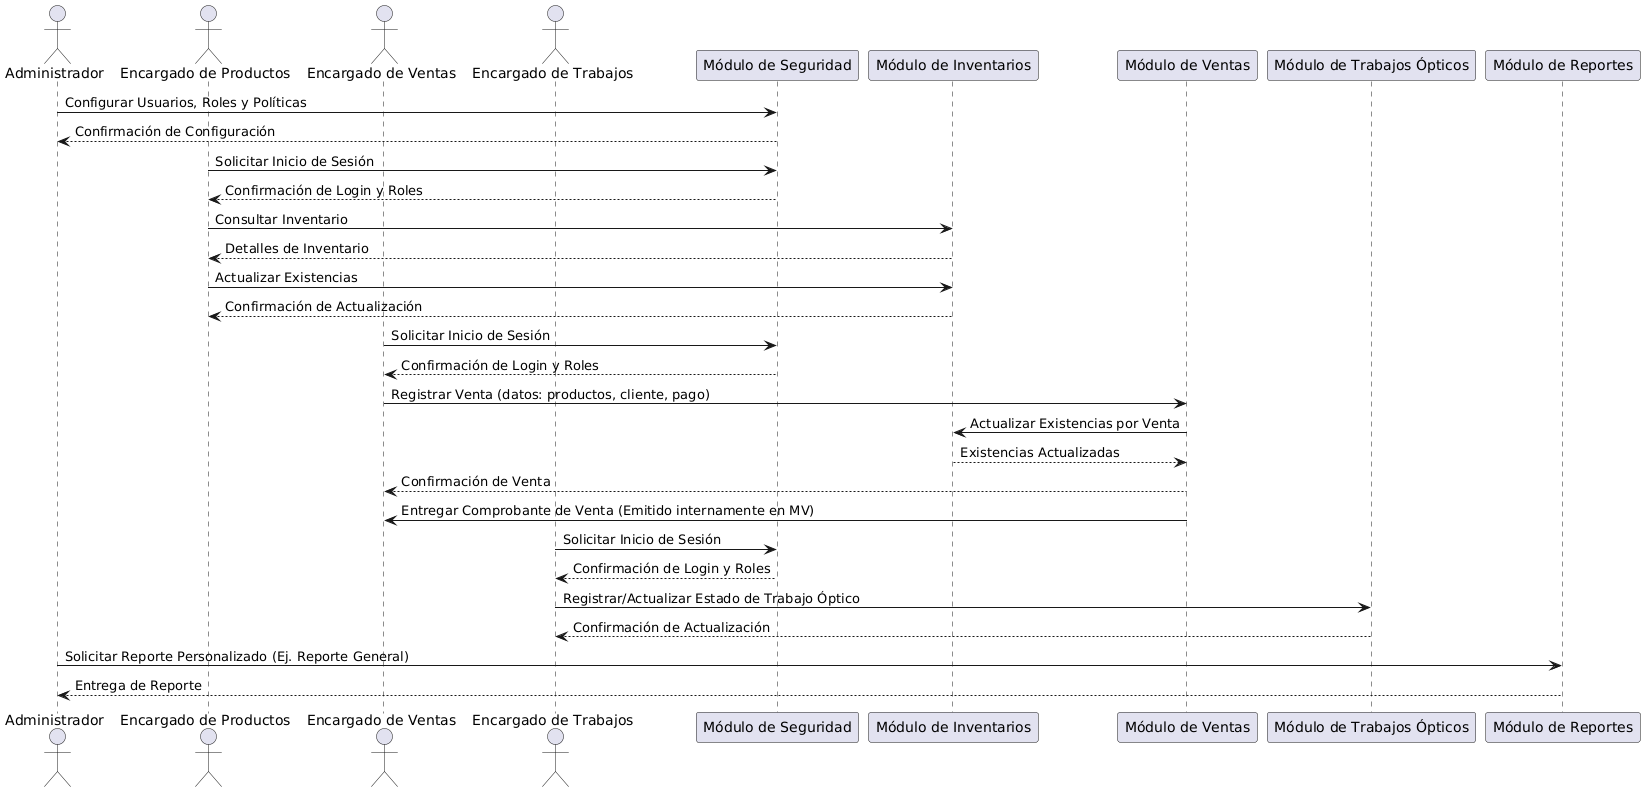 Administrador
Encargado de Productos
Encargado de Ventas
Encargado de Trabajos
Módulo de Seguridad
Módulo de Inventarios
Módulo de Ventas
Módulo de Trabajos Ópticos
Módulo de Reportes
Configurar Usuarios, Roles y Políticas
Confirmación de Configuración
Solicitar Inicio de Sesión
Confirmación de Login y Roles
Consultar Inventario
Detalles de Inventario
Actualizar Existencias
Confirmación de Actualización
Solicitar Inicio de Sesión
Confirmación de Login y Roles
Registrar Venta (datos: productos, cliente, pago)
Actualizar Existencias por Venta
Existencias Actualizadas
Confirmación de Venta
Entregar Comprobante de Venta (Emitido internamente en MV)
Solicitar Inicio de Sesión
Confirmación de Login y Roles
Registrar/Actualizar Estado de Trabajo Óptico
Confirmación de Actualización
Solicitar Reporte Personalizado (Ej. Reporte General)
Entrega de Reporte
Administrador
Encargado de Productos
Encargado de Ventas
Encargado de Trabajos
Módulo de Seguridad
Módulo de Inventarios
Módulo de Ventas
Módulo de Trabajos Ópticos
Módulo de Reportes